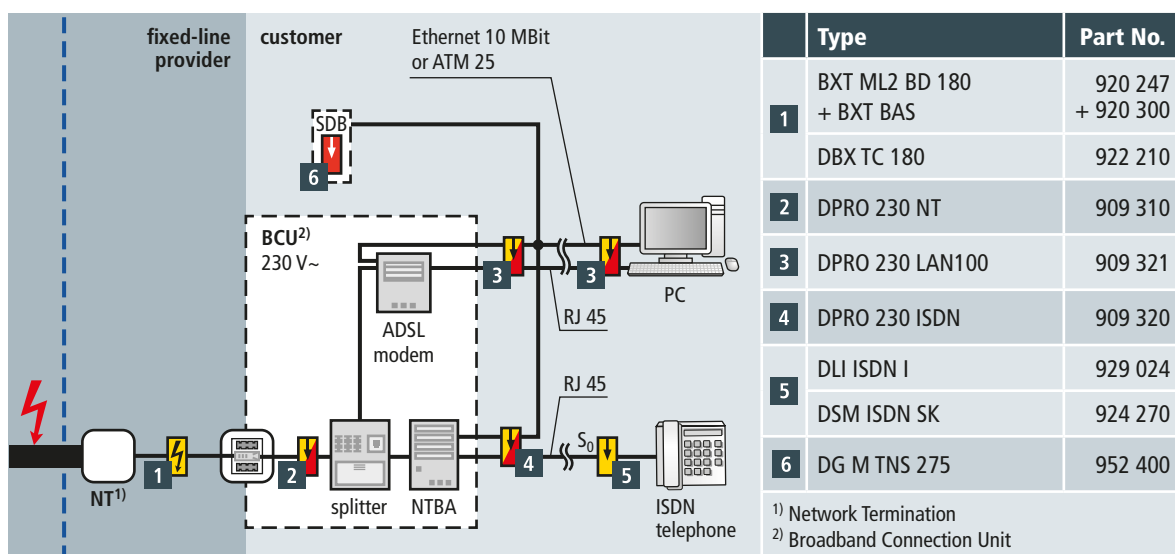 fixed-line
provider
customer
Ethernet 10 MBit
or ATM 25
SDB
6
BCU2)
230 V~
3
3
PC
ADSL
modem
RJ 45
RJ 45
S0
1
2
4
5
NT1)
splitter
NTBA
ISDN
telephone
Type Part No.
1
BXT ML2 BD 180 920 247
+ BXT BAS + 920 300
DBX TC 180 922 210
2 DPRO 230 NT 909 310
3 DPRO 230 LAN100 909 321
4 DPRO 230 ISDN 909 320
5
DLI ISDN I 929 024
DSM ISDN SK 924 270
6 DG M TNS 275 952 400
1) Network Termination
2) Broadband Connection Unit